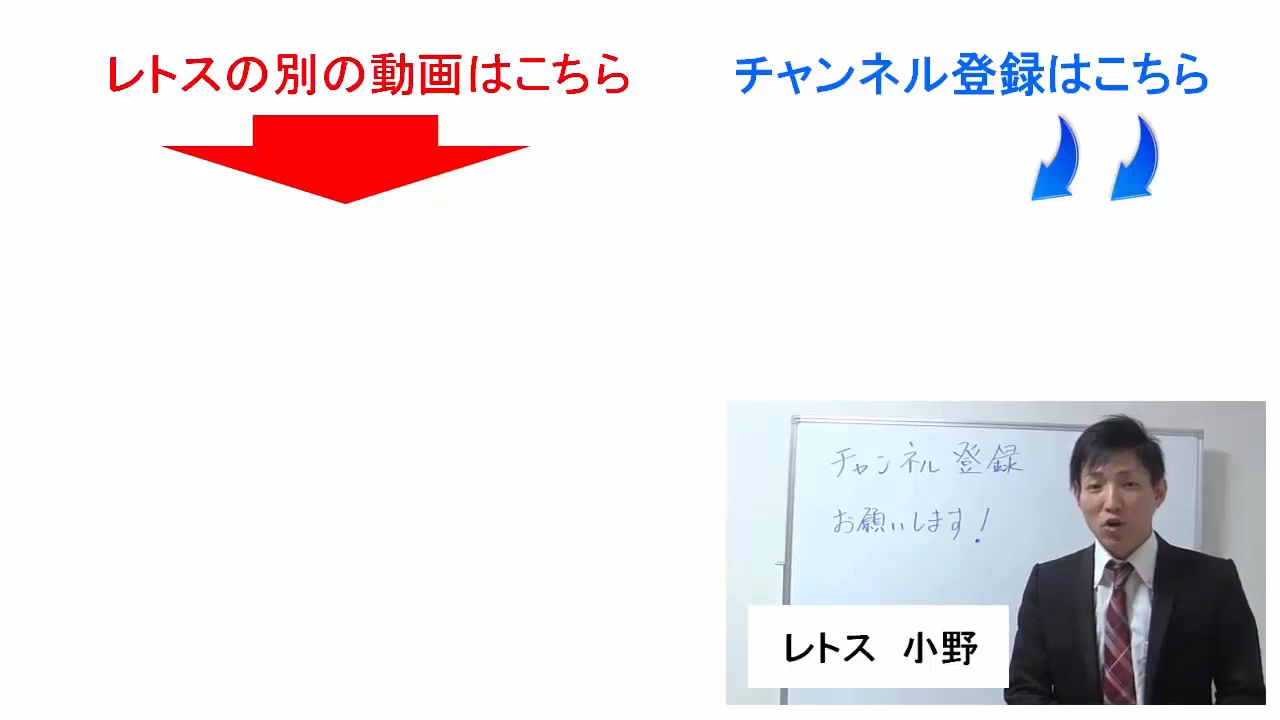 レトスの別の動画はこちら
チャンネル登録はこちら
チャンネル登録
お願いします！
レトス　小野